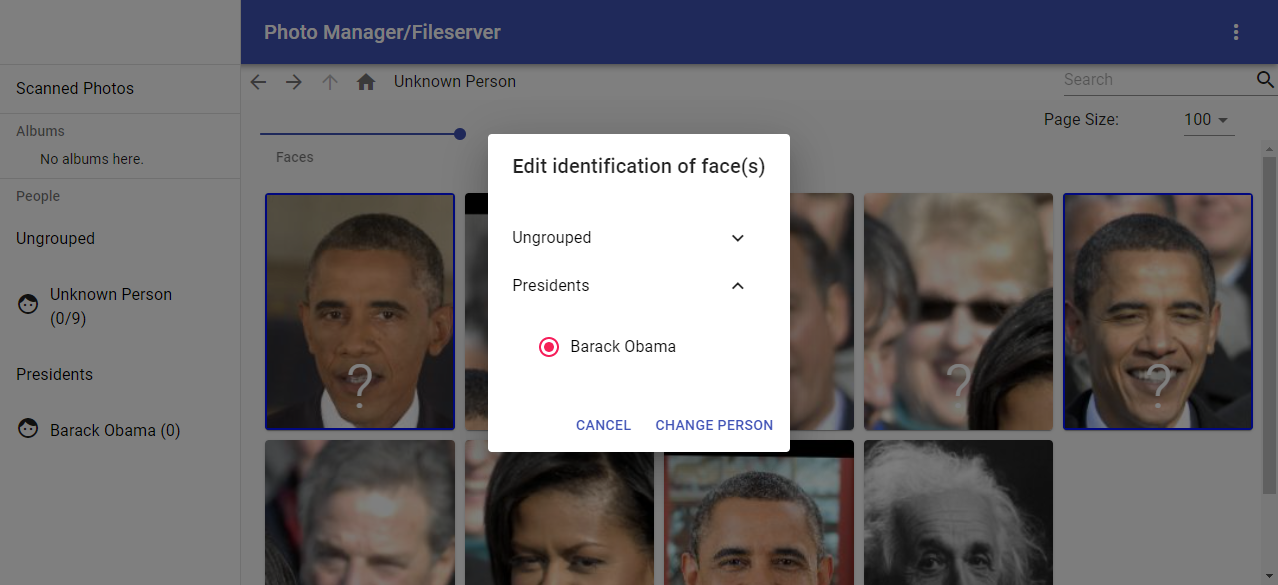 Photo Manager/Fileserver
Scanned Photos
Albums
No albums here.
People
Ungrouped
Unknown Person
(0/9)
Presidents
Barack Obama (0)
Unknown Person
Search
Page Size:
100
Faces
?
?
?
Edit identification of face(s)
Ungrouped
Presidents
Barack Obama
CANCEL
CHANGE PERSON